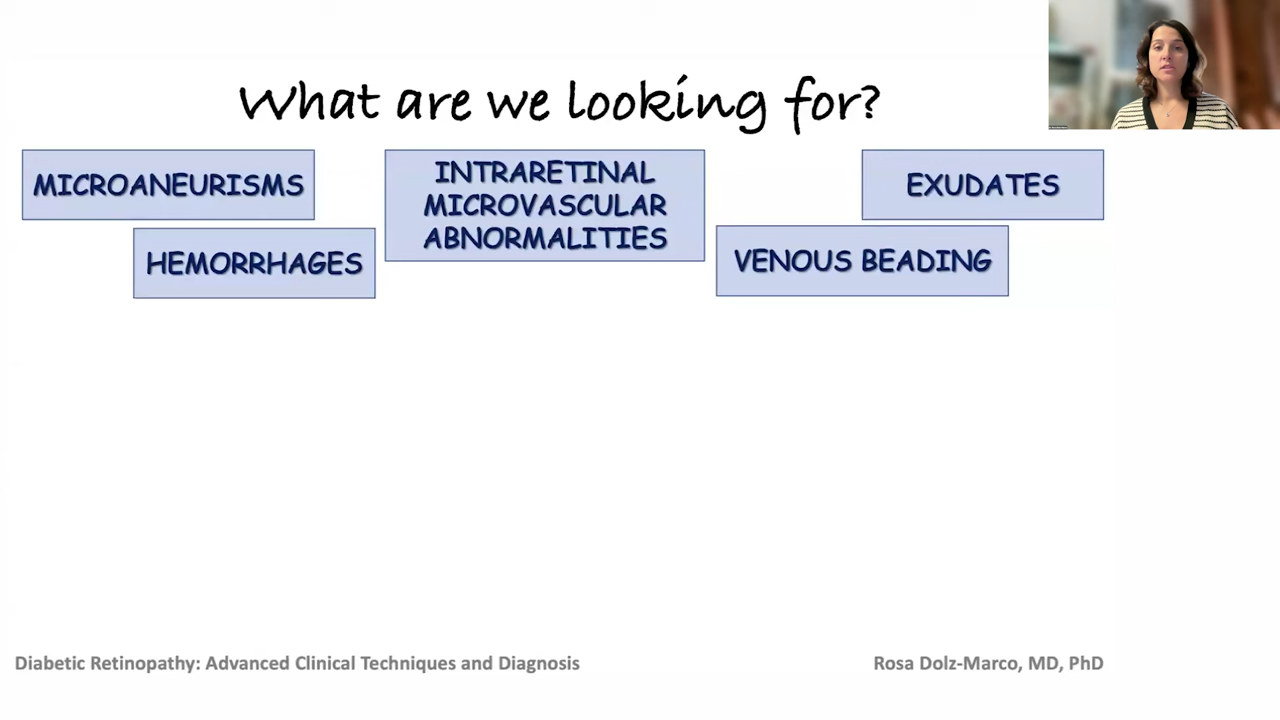 What are we looking for?
MICROANEURISMS
INTRARETINAL
MICROVASCULAR
ABNORMALITIES
EXUDATES
HEMORRHAGES
VENOUS BEADING
Diabetic Retinopathy: Advanced Clinical Techniques and Diagnosis
Rosa Dolz-Marco, MD, PhD